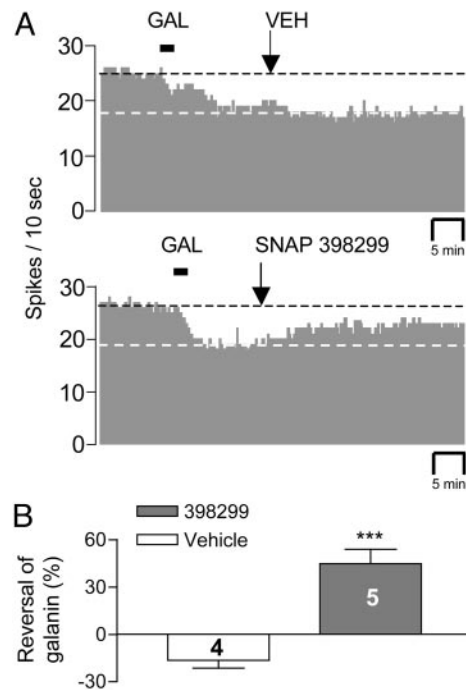 A
GAL VEH
30
20
10
0
5 min
Spikes / 10 sec
GAL SNAP 398299
30
20
10
0
5 min
B
398299
Vehicle
Reversal of
galanin (%)
60
30
0
-30
***
4
5